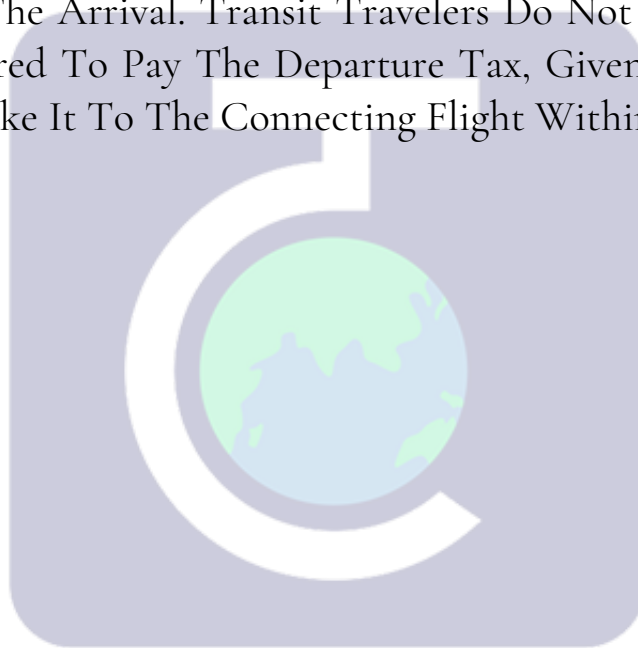 The Arrival. Transit Travelers Do Not
red To Pay The Departure Tax, Given
ke It To The Connecting Flight Within